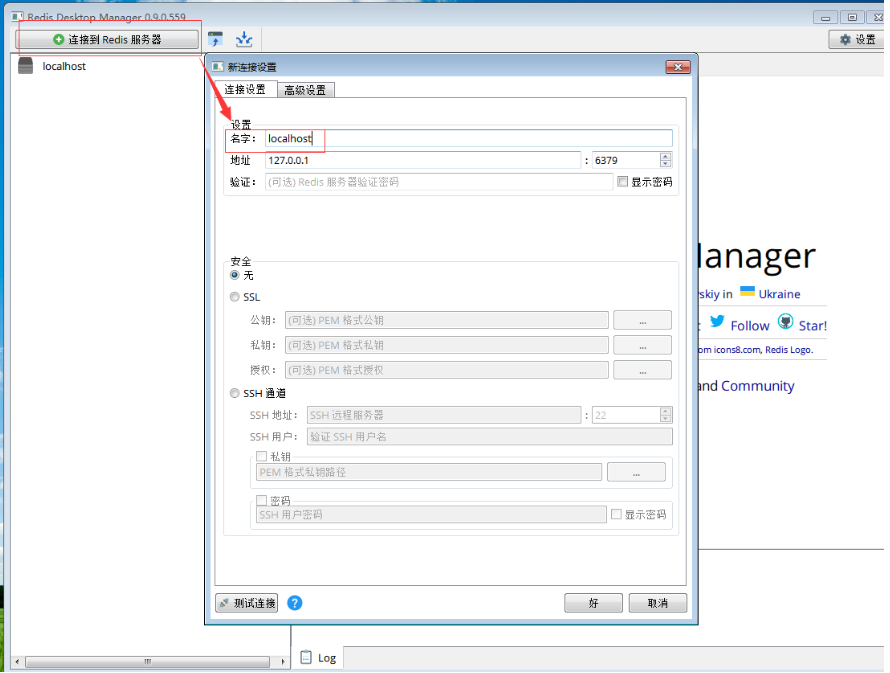 Redis Desktop Manager 0.9.0.559
连接到 Redis 服务器
设置
localhost
新连接设置
连接设置
高级设置
设置
名字: localhost
地址 127.0.0.1 : 6379
验证: (可选) Redis 服务器验证密码 显示密码
安全
无
SSL
公钥: (可选) PEM 格式公钥 ...
私钥: (可选) PEM 格式私钥 ...
授权: (可选) PEM 格式授权 ...
SSH 通道
SSH 地址: SSH 远程服务器 : 22
SSH 用户: 验证 SSH 用户名
私钥
PEM 格式私钥路径 ...
密码
SSH 用户密码 显示密码
测试连接 ? 好 取消
anager
skiy in Ukraine
: Follow Star!
om icons8.com, Redis Logo.
and Community
Log